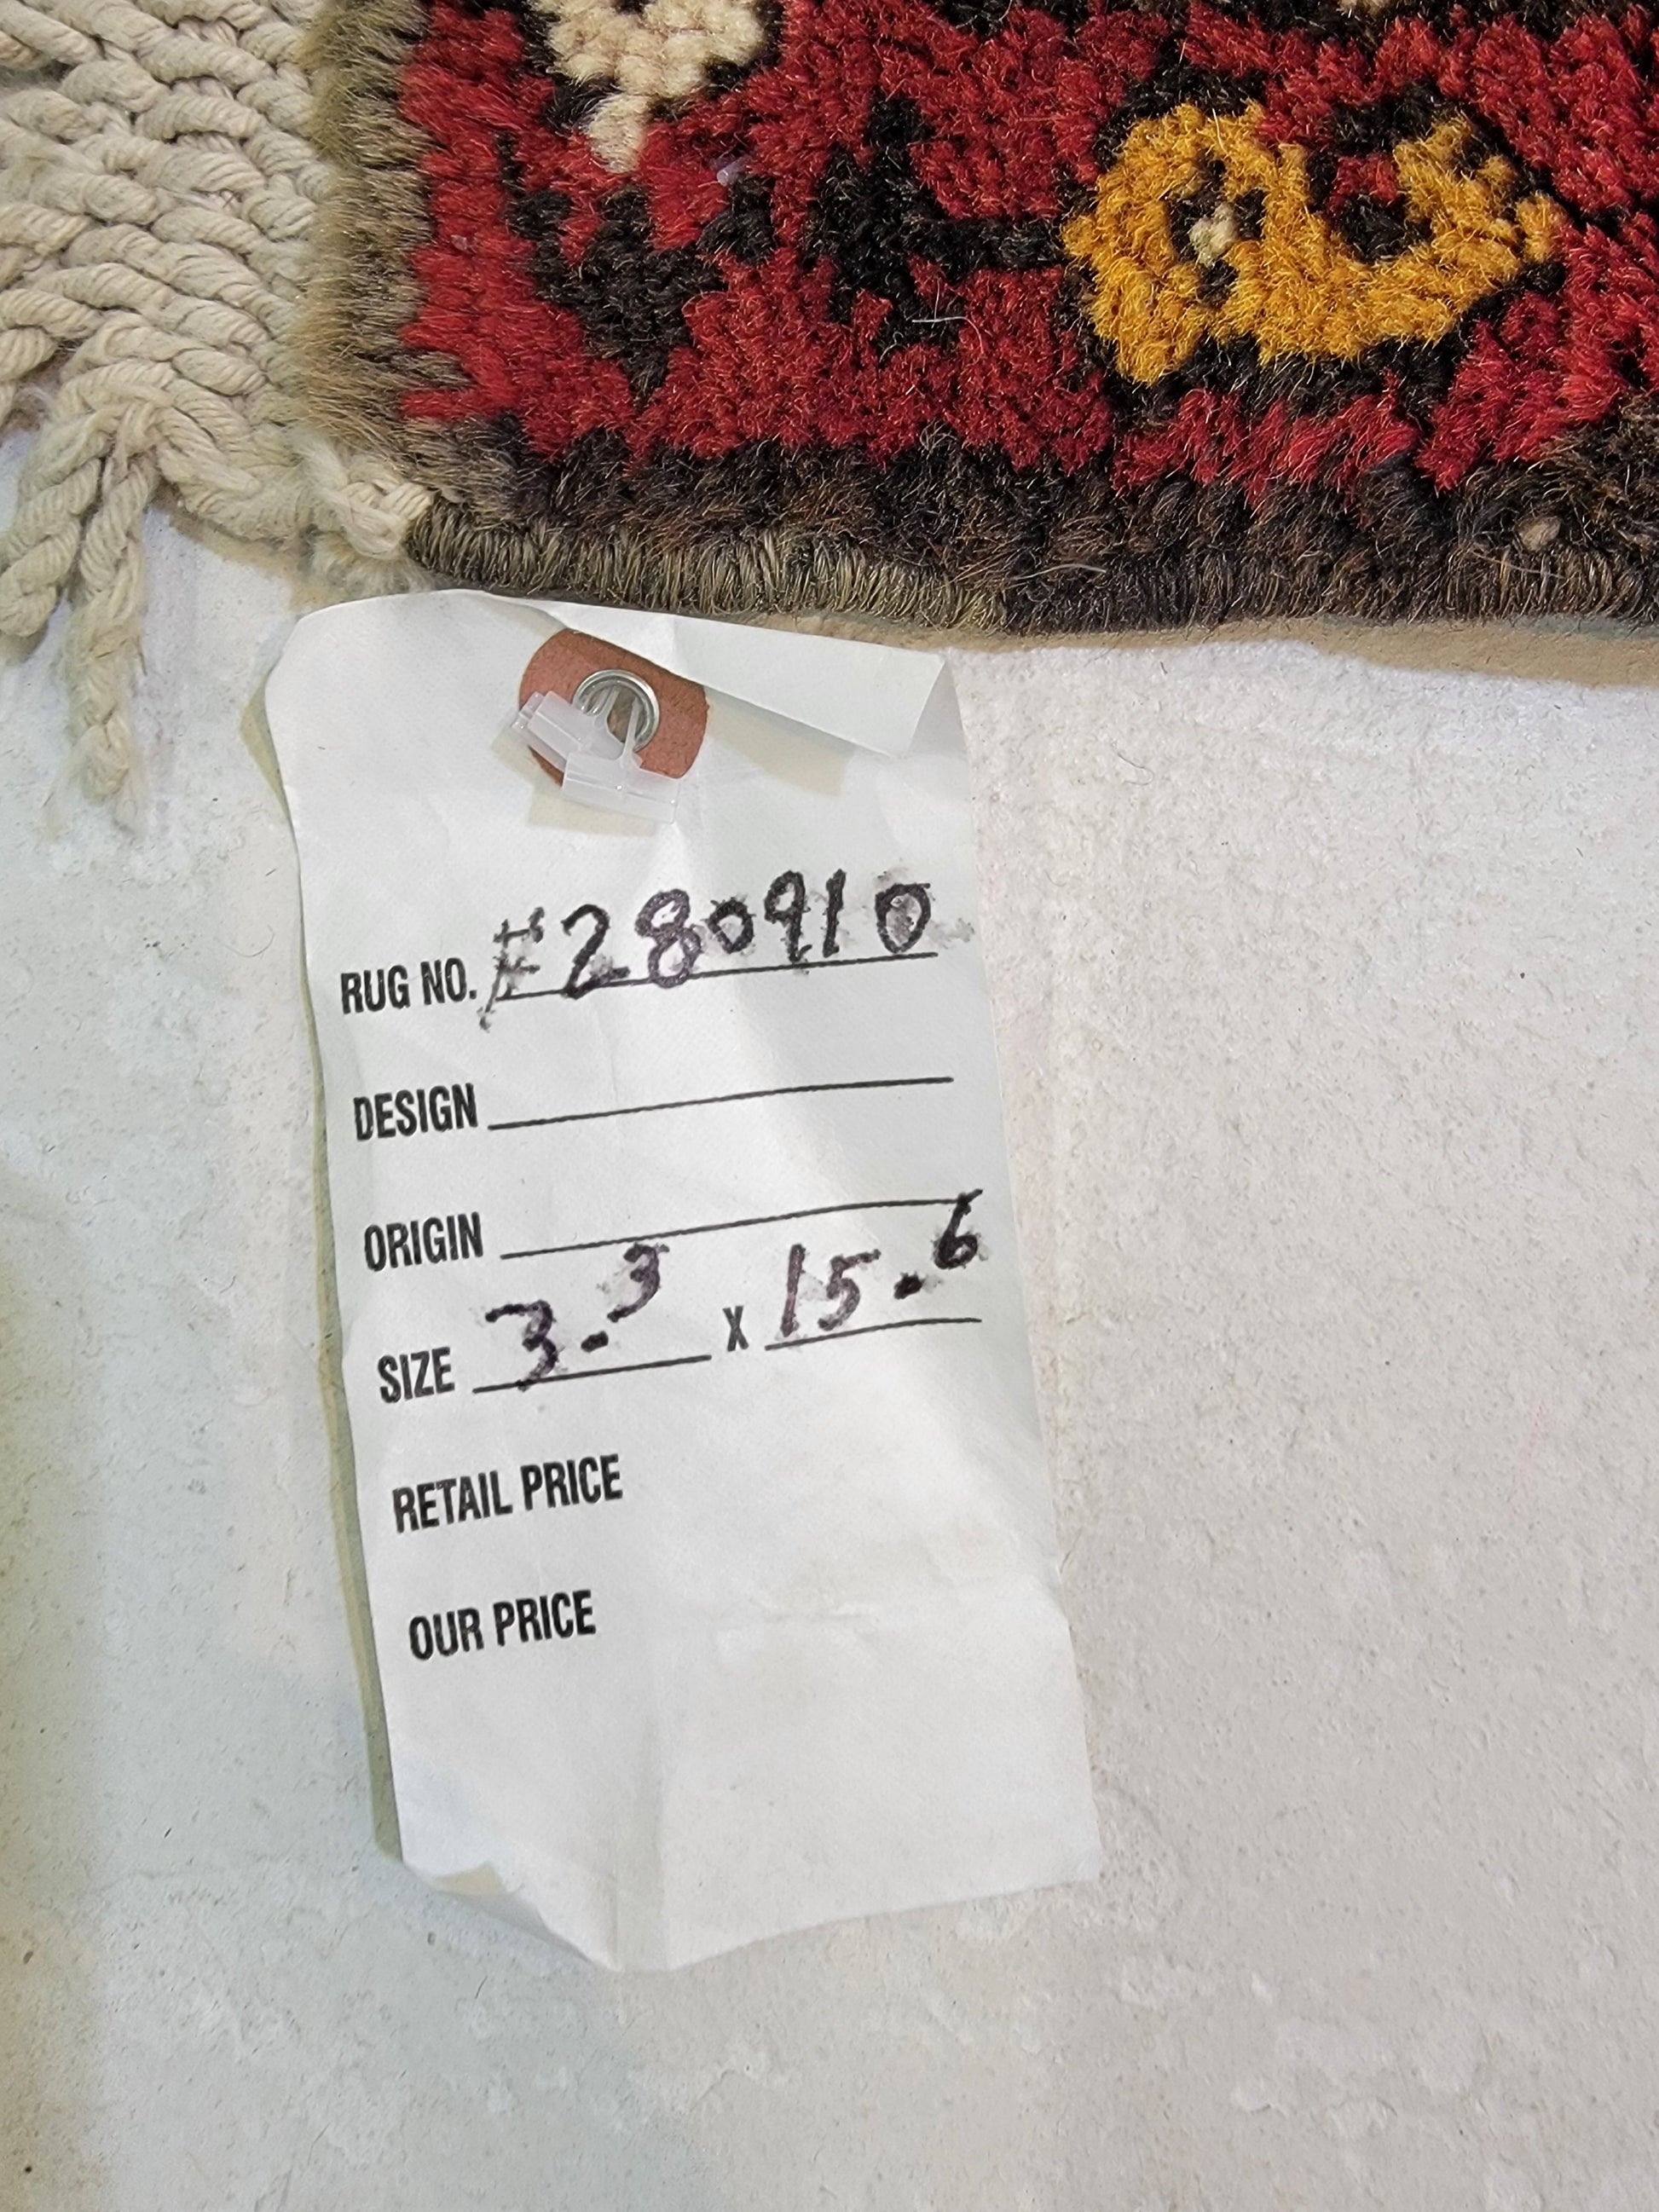 RUG NO. #280910
DESIGN
ORIGIN
SIZE 3-3 X 15-6
RETAIL PRICE
OUR PRICE